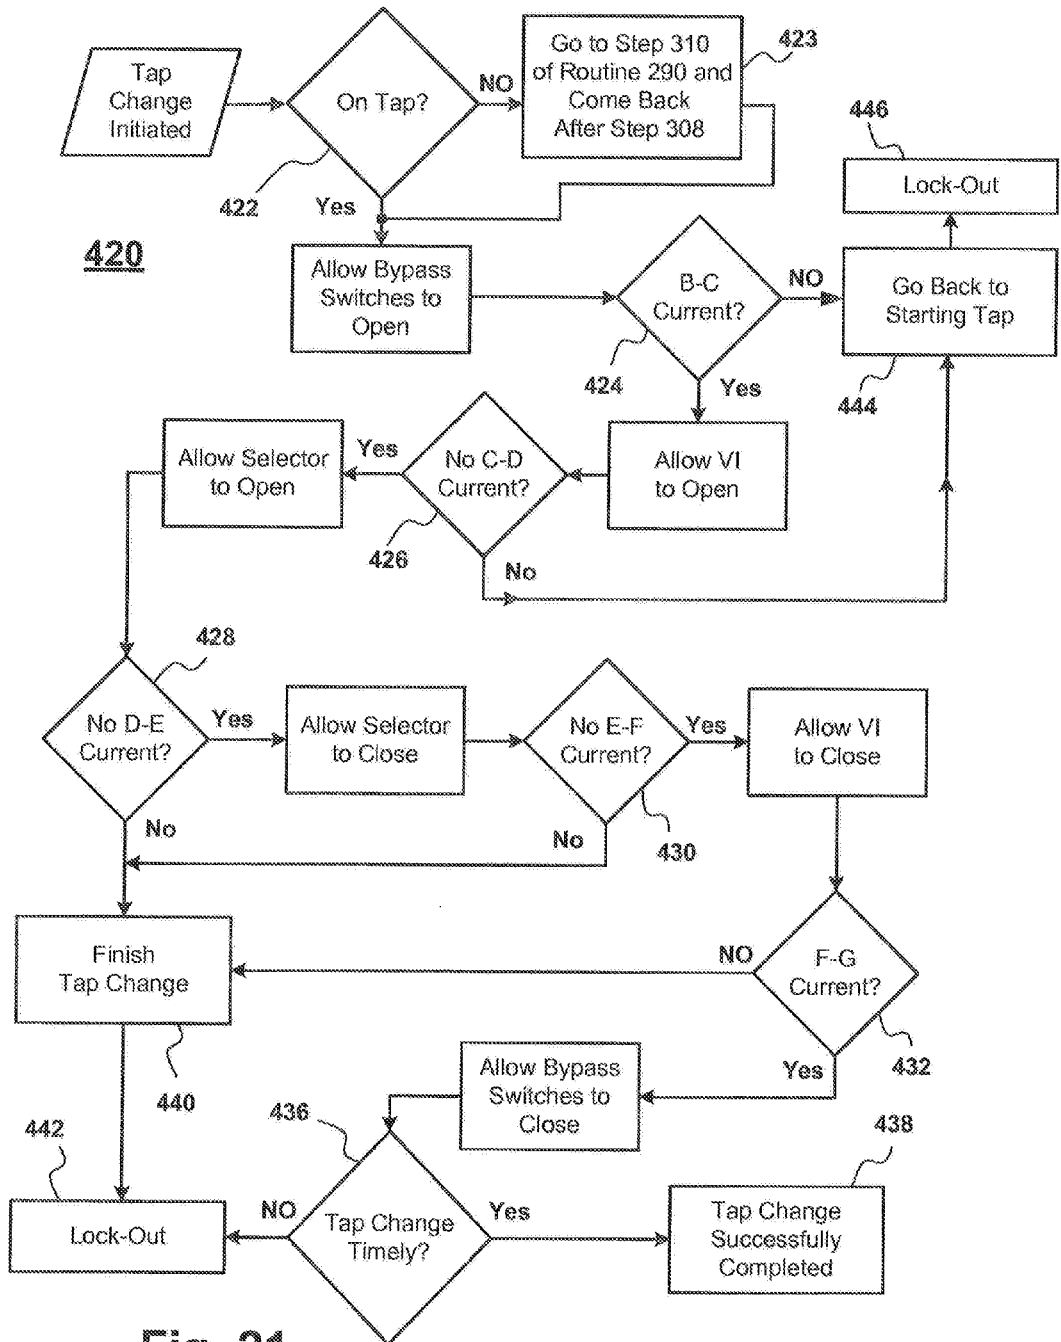 Tap
Change
Initiated
On Tap?
422
NO
Yes
Go to Step 310
of Routine 290 and
Come Back
After Step 308
423
446
Lock-Out
420
Allow Bypass
Switches to
Open
B-C
Current?
424
NO
Yes
Go Back to
Starting Tap
444
Allow Selector
to Open
Yes
No C-D
Current?
426
No
Allow VI
to Open
428
No D-E
Current?
Yes
No
Allow Selector
to Close
No E-F
Current?
Yes
No
430
Allow VI
to Close
Finish
Tap Change
440
NO
F-G
Current?
432
Yes
Allow Bypass
Switches to
Close
436
442
Lock-Out
NO
Tap Change
Timely?
Yes
438
Tap Change
Successfully
Completed
Fig. 21